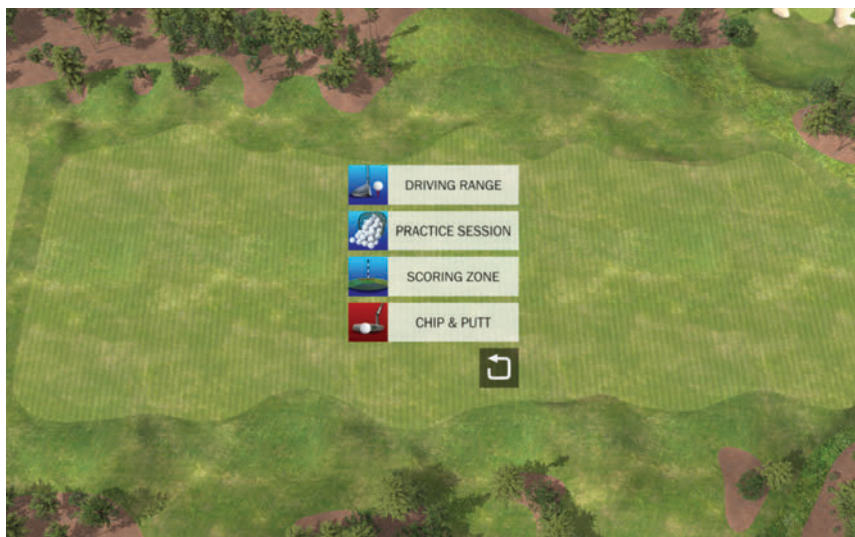 DRIVING RANGE
PRACTICE SESSION
SCORING ZONE
CHIP & PUTT